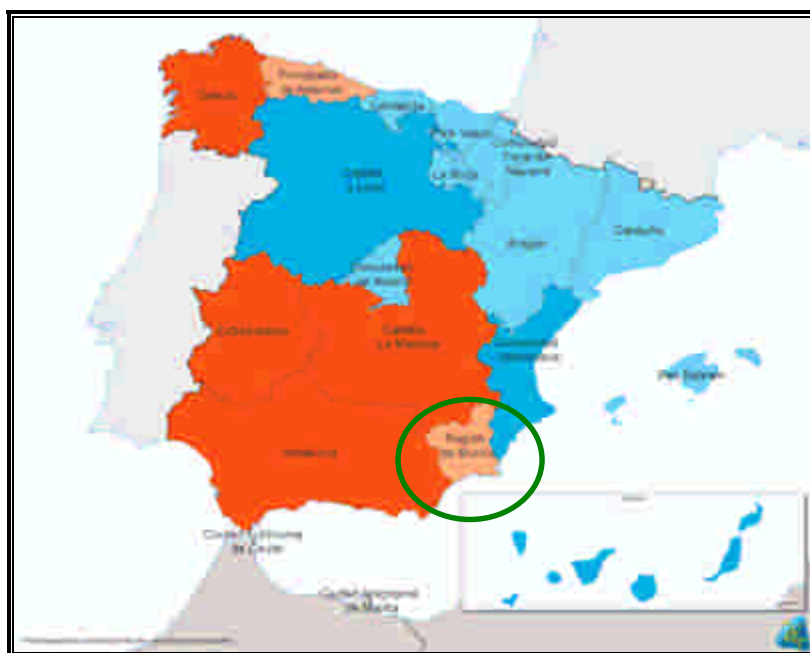 Galicia
Principado
de Asturias
Cantabria
País Vasco
Comunidad
Foral de
Navarra
La Rioja
Castilla
y León
Aragón
Cataluña
Comunidad
de Madrid
Extremadura
Castilla
La Mancha
Comunidad
Valenciana
Illes Balears
Región
de Murcia
Andalucía
Ciudad Autónoma
de Ceuta
Ciudad Autónoma
de Melilla